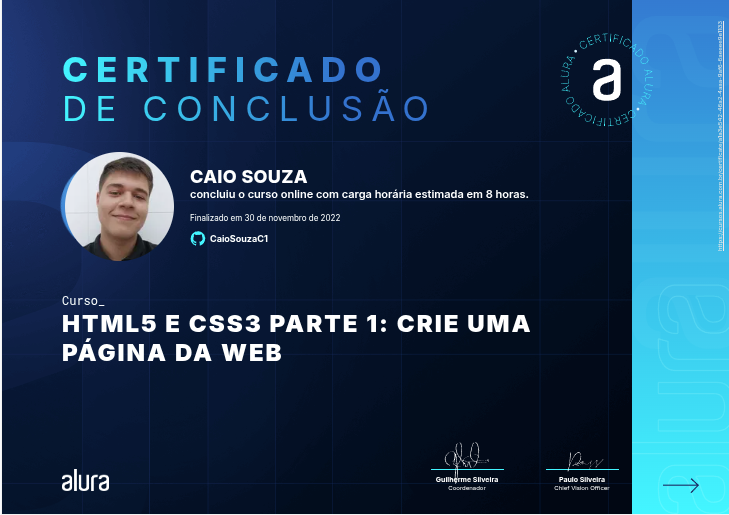 CERTIFICADO
DE CONCLUSÃO
CERTIFICADO ALURA • CERTIFICADO ALURA •
a
CAIO SOUZA
concluiu o curso online com carga horária estimada em 8 horas.
Finalizado em 30 de novembro de 2022
CaioSouzaC1
Curso_
HTML5 E CSS3 PARTE 1: CRIE UMA
PÁGINA DA WEB
alura
Guilherme Silveira
Coordenador
Paulo Silveira
Chief Vision Officer
alura